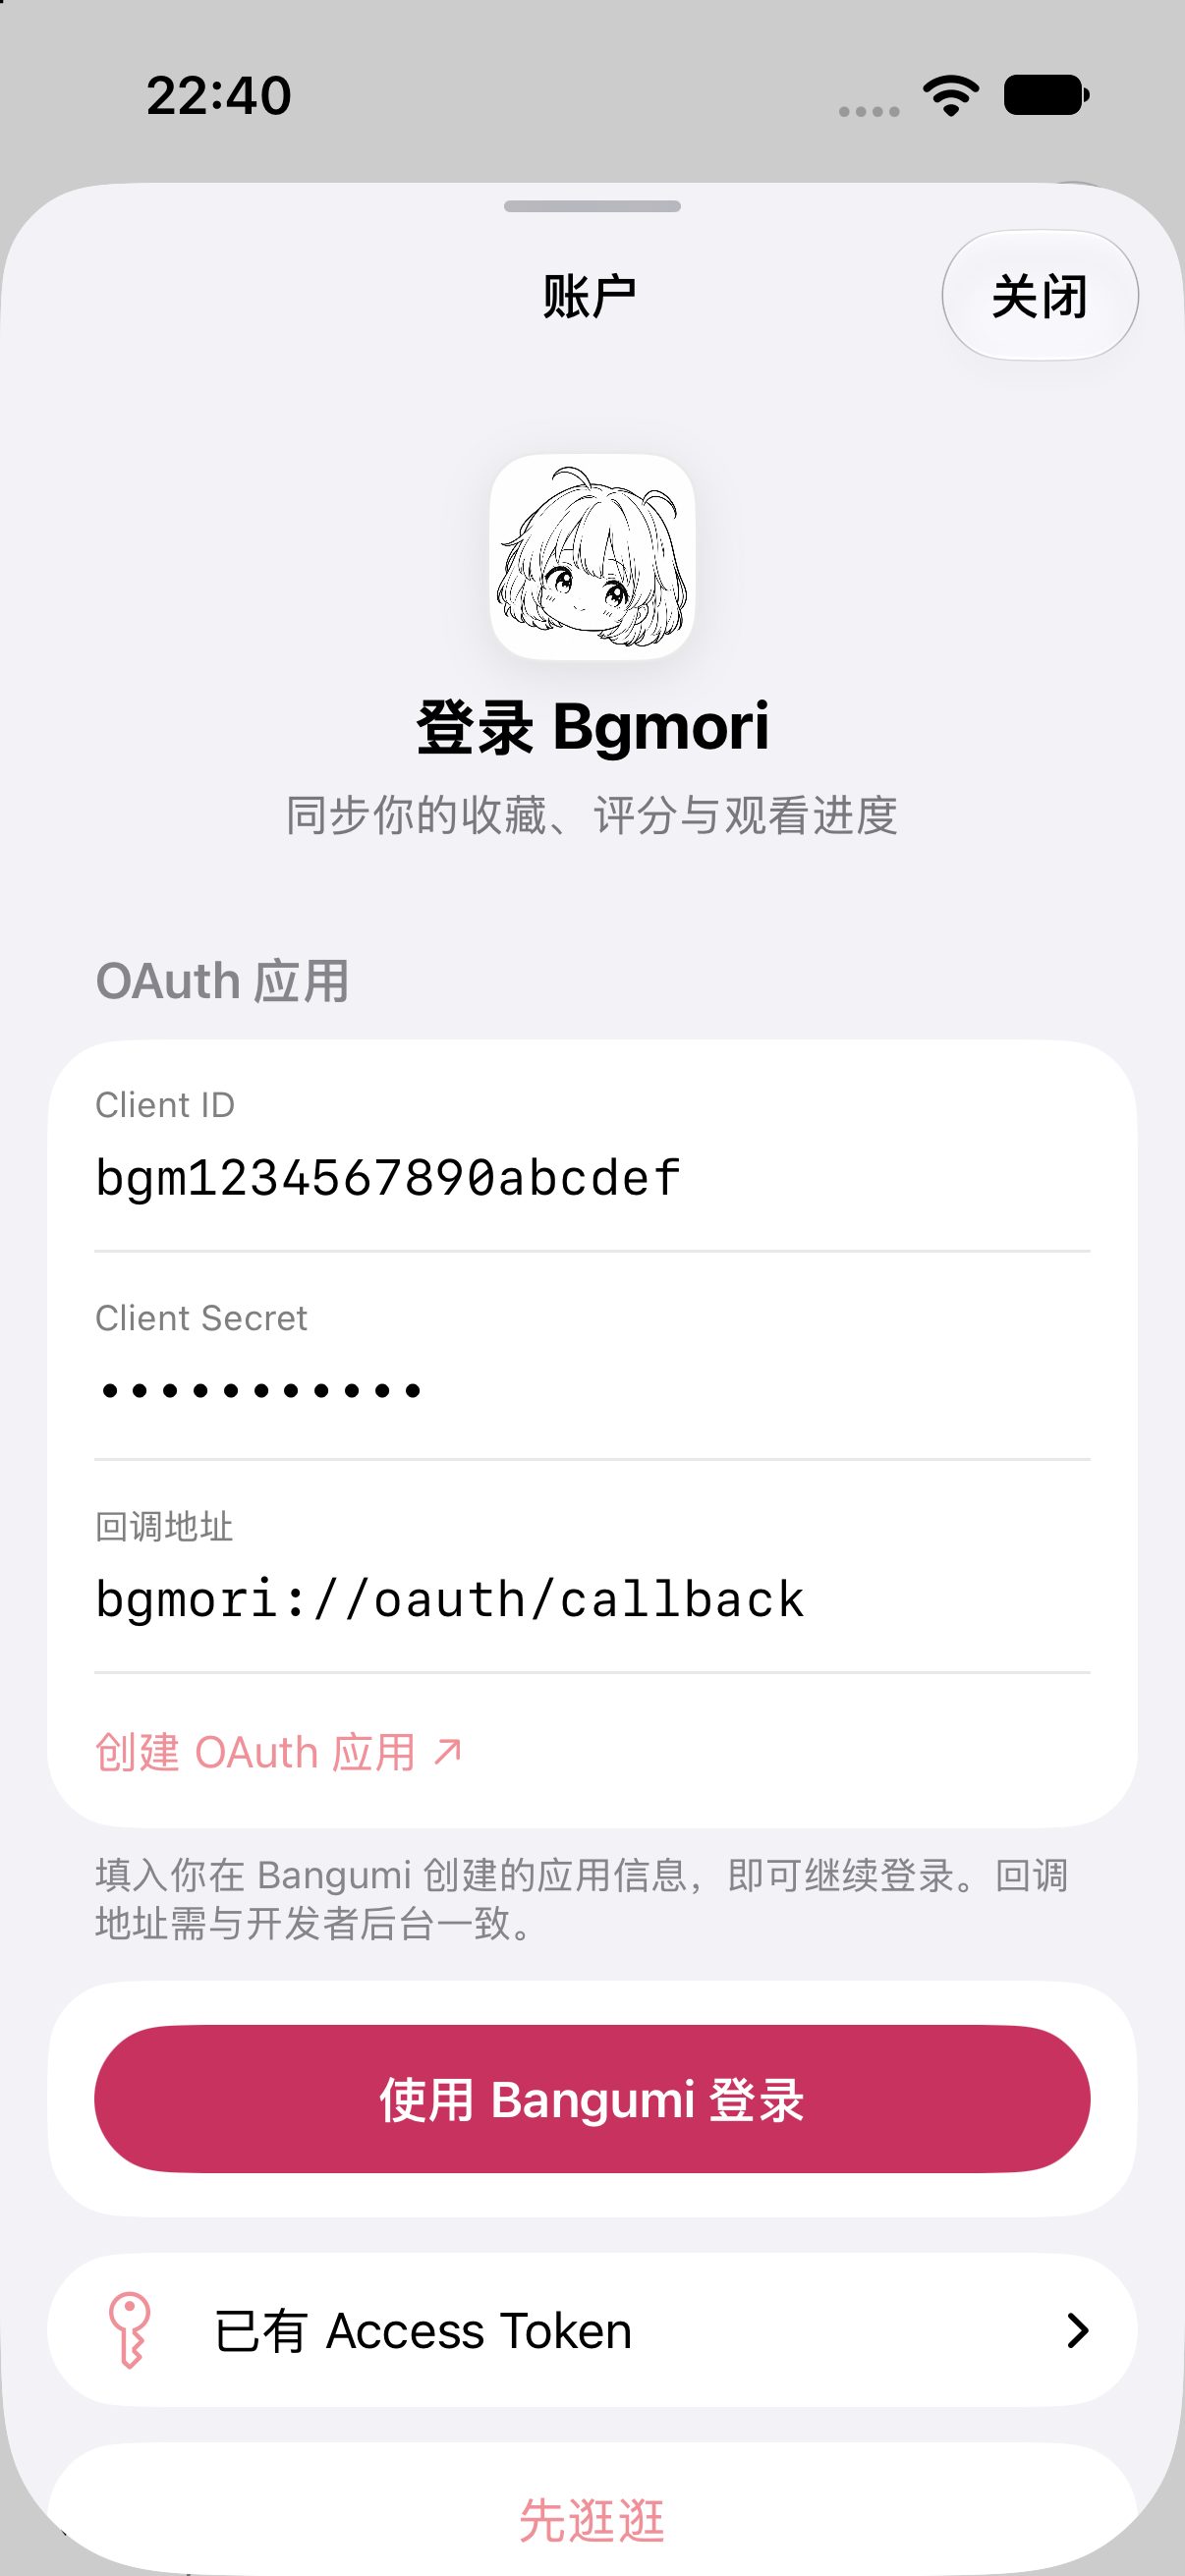 22:40
账户
关闭
登录 Bgmori
同步你的收藏、评分与观看进度
OAuth 应用
Client ID
bgm1234567890abcdef
Client Secret
•••••••••••
回调地址
bgmori://oauth/callback
创建 OAuth 应用 ↗
填入你在 Bangumi 创建的应用信息，即可继续登录。回调
地址需与开发者后台一致。
使用 Bangumi 登录
已有 Access Token
先逛逛